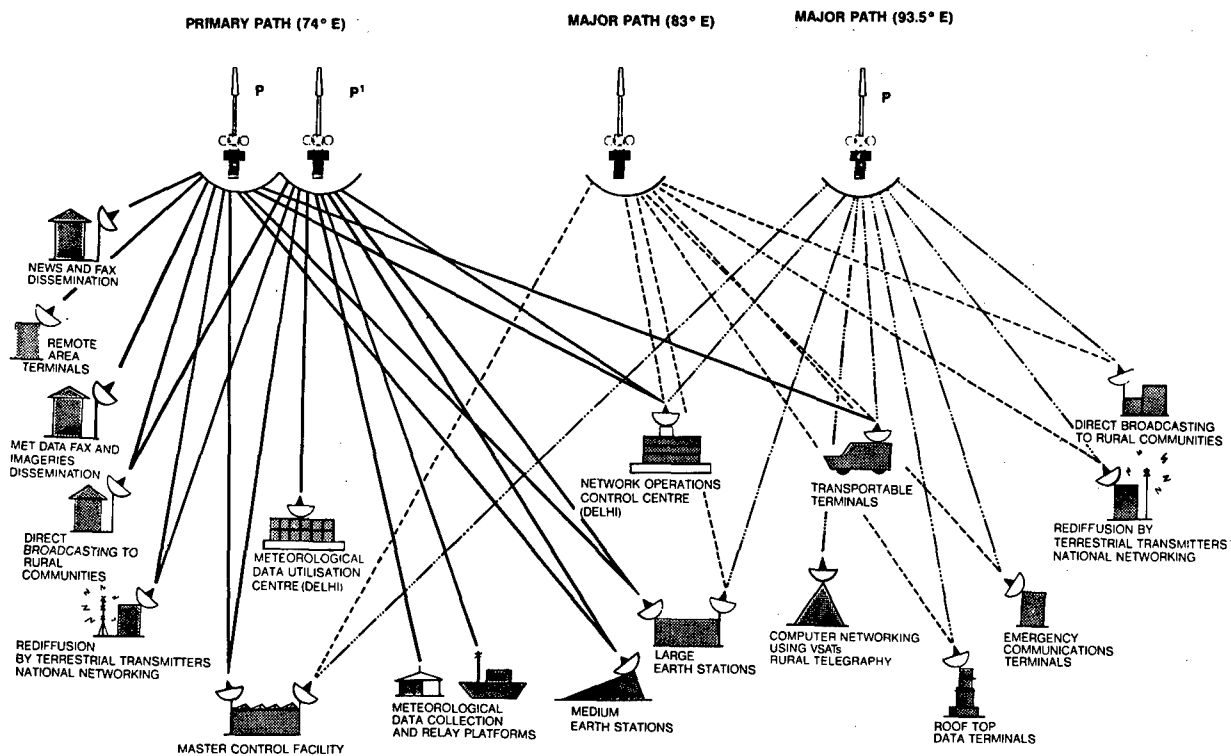 PRIMARY PATH (74° E)
MAJOR PATH (83° E)
MAJOR PATH (93.5° E)
P
P¹
P
NEWS AND FAX
DISSEMINATION
REMOTE
AREA
TERMINALS
MET DATA FAX AND
IMAGERIES
DISSEMINATION
DIRECT
BROADCASTING TO
RURAL
COMMUNITIES
REDIFFUSION
BY TERRESTRIAL TRANSMITTERS
NATIONAL NETWORKING
MASTER CONTROL FACILITY
METEOROLOGICAL
DATA UTILISATION
CENTRE (DELHI)
METEOROLOGICAL
DATA COLLECTION
AND RELAY PLATFORMS
MEDIUM
EARTH STATIONS
LARGE
EARTH STATIONS
NETWORK OPERATIONS
CONTROL CENTRE
(DELHI)
TRANSPORTABLE
TERMINALS
COMPUTER NETWORKING
USING VSATs
RURAL TELEGRAPHY
ROOF TOP
DATA TERMINALS
EMERGENCY
COMMUNICATIONS
TERMINALS
DIRECT BROADCASTING
TO RURAL COMMUNITIES
REDIFFUSION BY
TERRESTRIAL TRANSMITTERS
NATIONAL NETWORKING